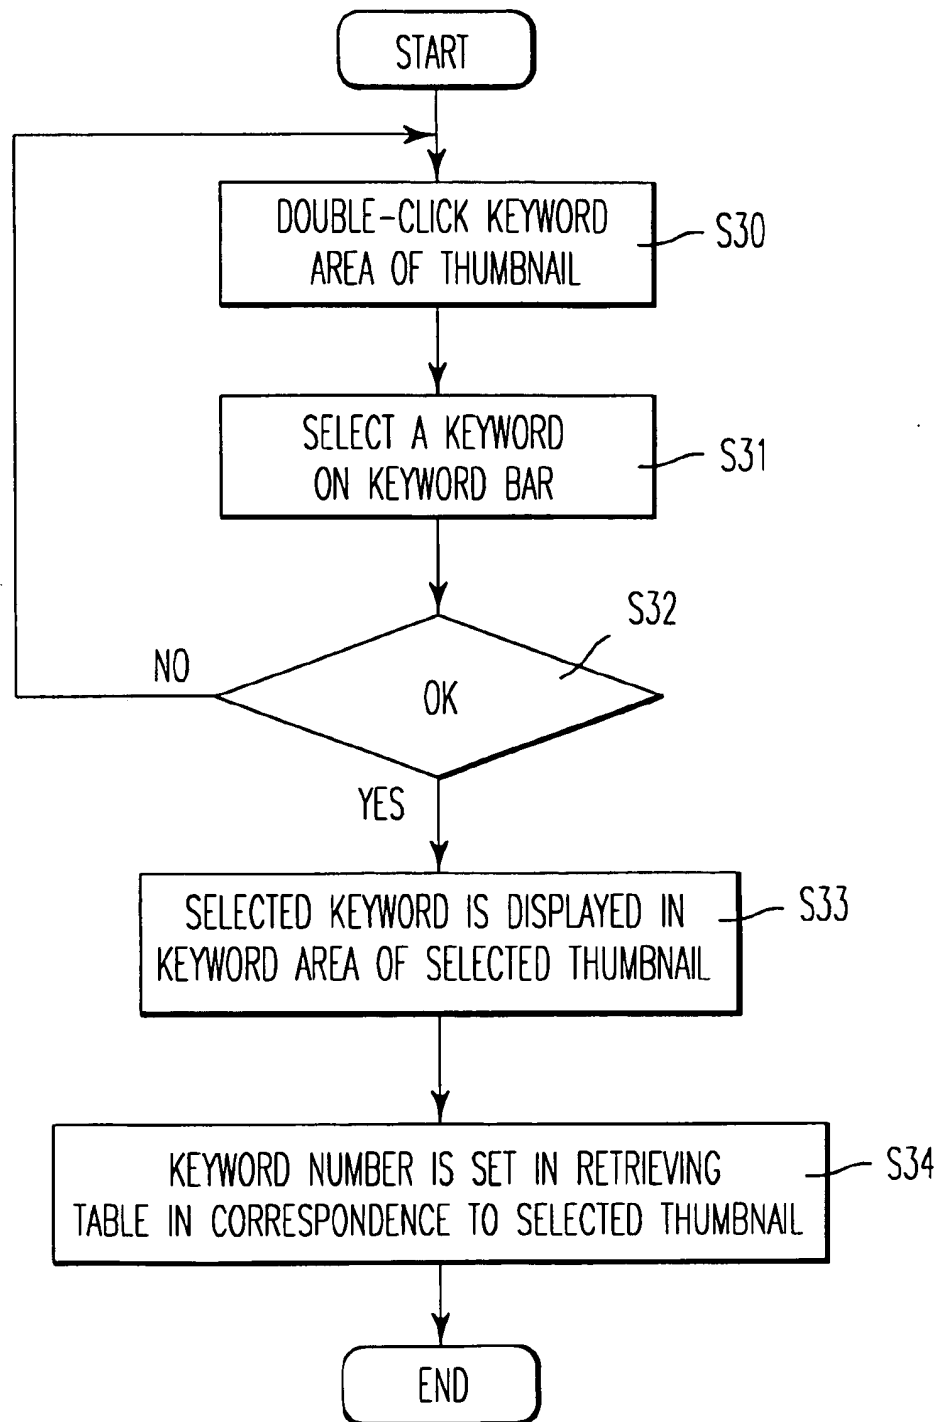 START
DOUBLE-CLICK KEYWORD
AREA OF THUMBNAIL
S30
SELECT A KEYWORD
ON KEYWORD BAR
S31
S32
NO
OK
YES
SELECTED KEYWORD IS DISPLAYED IN
KEYWORD AREA OF SELECTED THUMBNAIL
S33
KEYWORD NUMBER IS SET IN RETRIEVING
TABLE IN CORRESPONDENCE TO SELECTED THUMBNAIL
S34
END